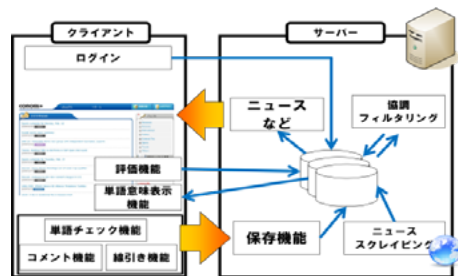 クライアント
サーバー
ログイン
ニュース
など
協調
フィルタリング
評価機能
単語意味表示
機能
単語チェック機能
コメント機能
線引き機能
保存機能
ニュース
スクレイピング